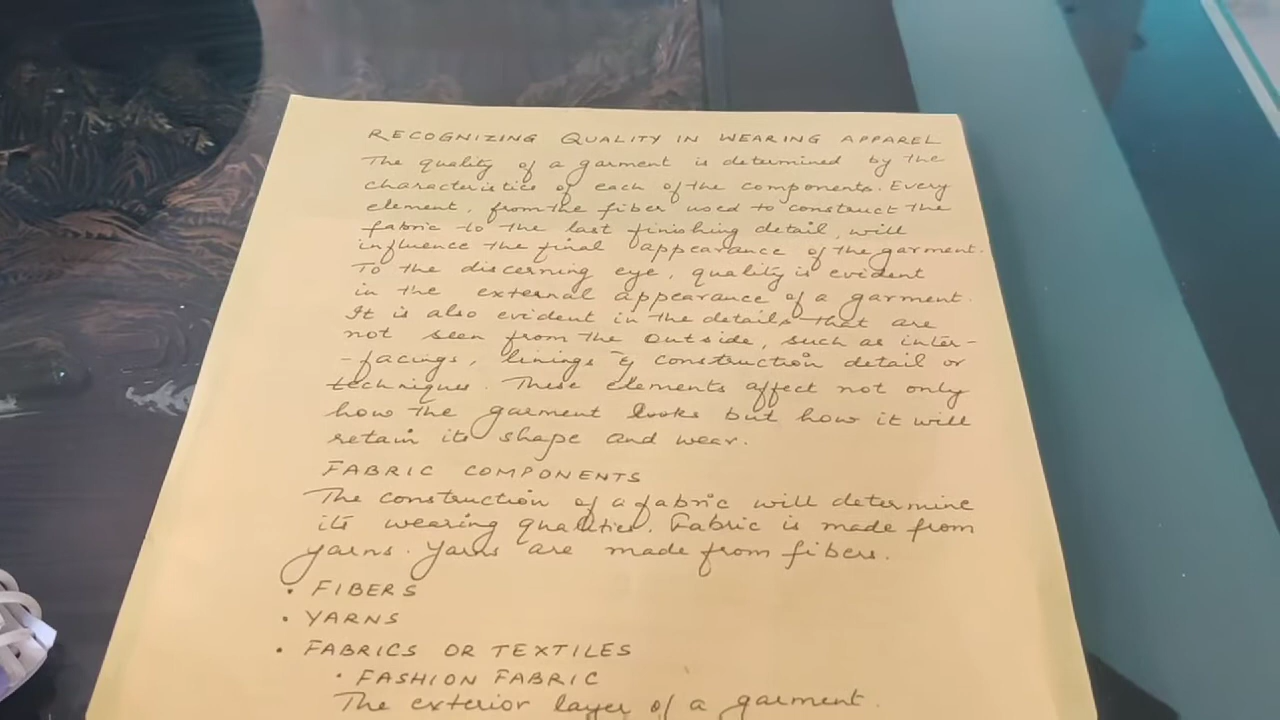 RECOGNIZING QUALITY IN WEARING APPAREL
The quality of a garment is determined by the
characteristics of each of the components. Every
element, from the fiber used to construct the
fabric to the last finishing detail, will
influence the final appearance of the garment.
To the discerning eye, quality is evident
in the external appearance of a garment.
It is also evident in the details that are
not seen from the outside, such as inter-
-facings, linings & construction detail or
techniques. These elements affect not only
how the garment looks but how it will
retain its shape and wear.
FABRIC COMPONENTS
The construction of a fabric will determine
its wearing qualities. Fabric is made from
yarns. Yarns are made from fibers.
• FIBERS
• YARNS
• FABRICS OR TEXTILES
• FASHION FABRIC
The exterior layer of a garment.